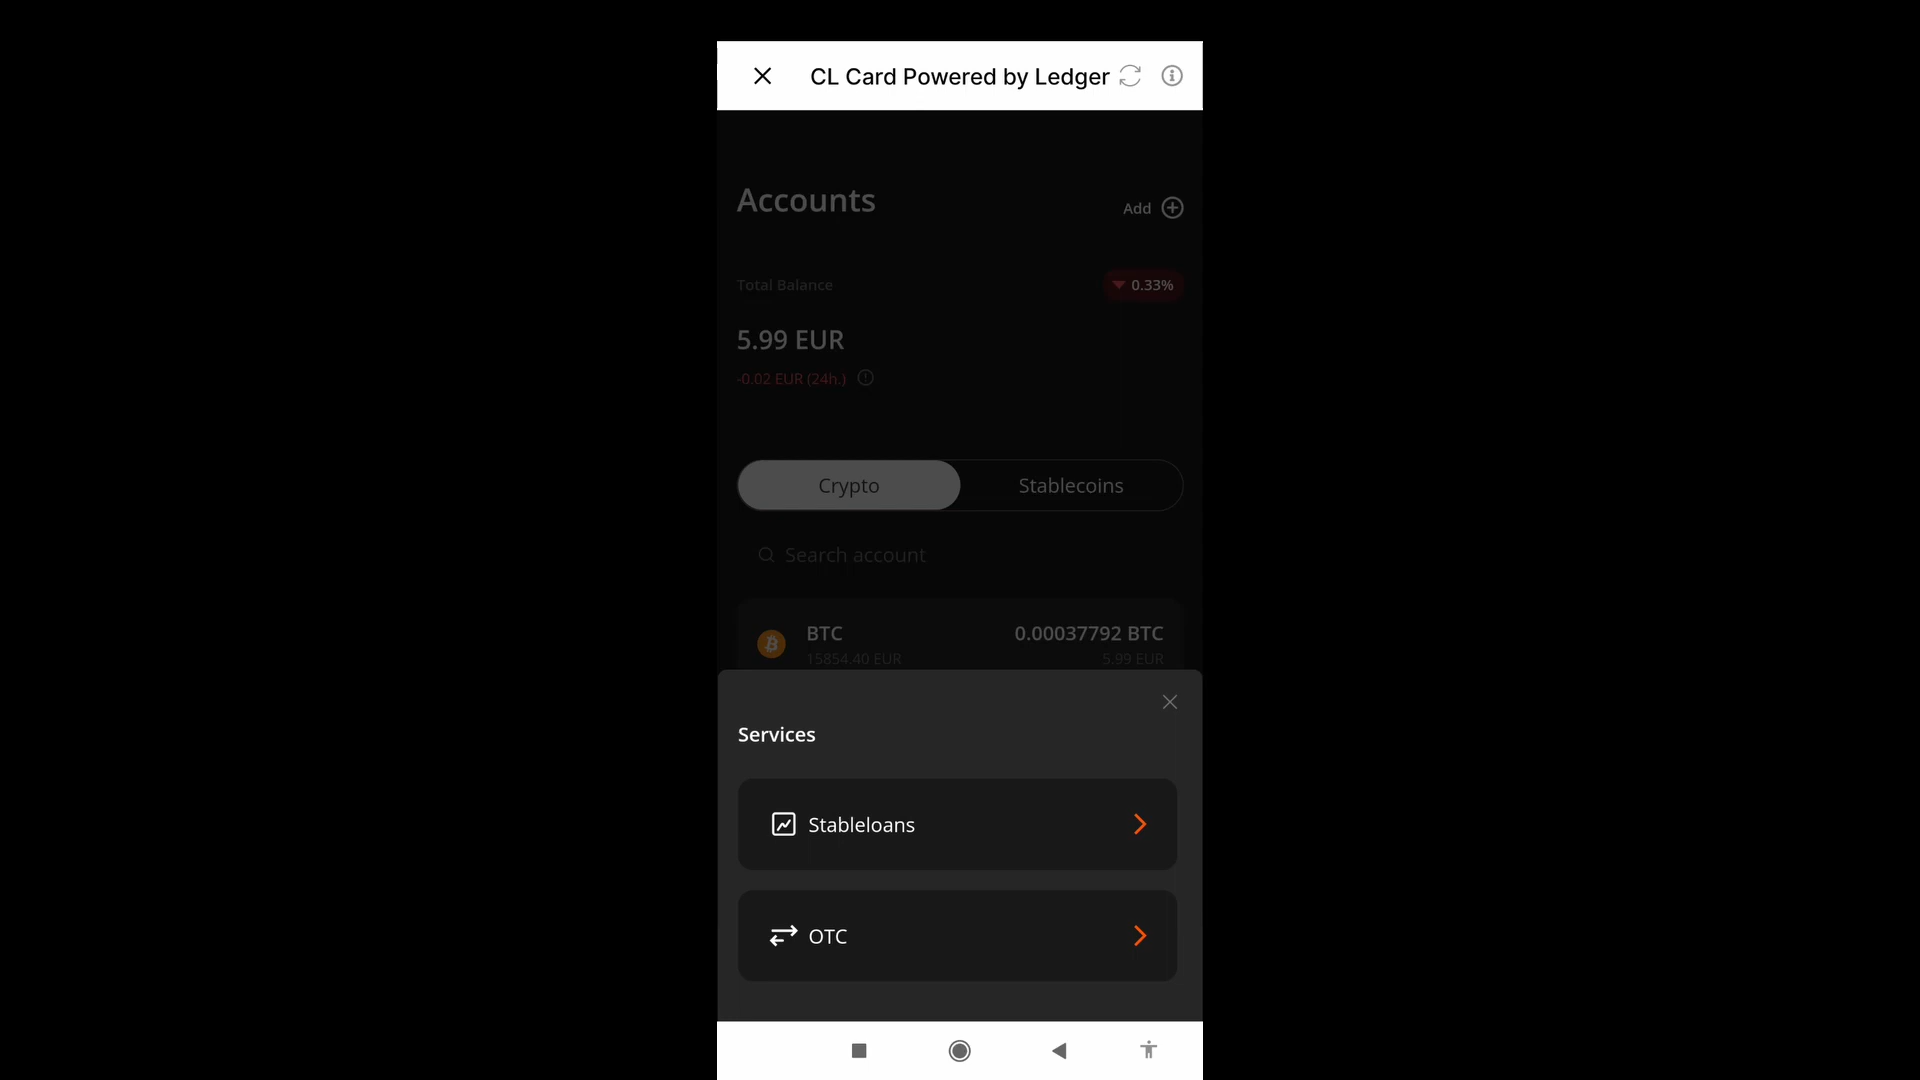 CL Card Powered by Ledger
Accounts
Add
Total Balance
0.33%
5.99 EUR
-0.02 EUR (24h.)
Crypto
Stablecoins
Search account
BTC
0.00037792 BTC
15854.40 EUR
5.99 EUR
Services
Stableloans
OTC